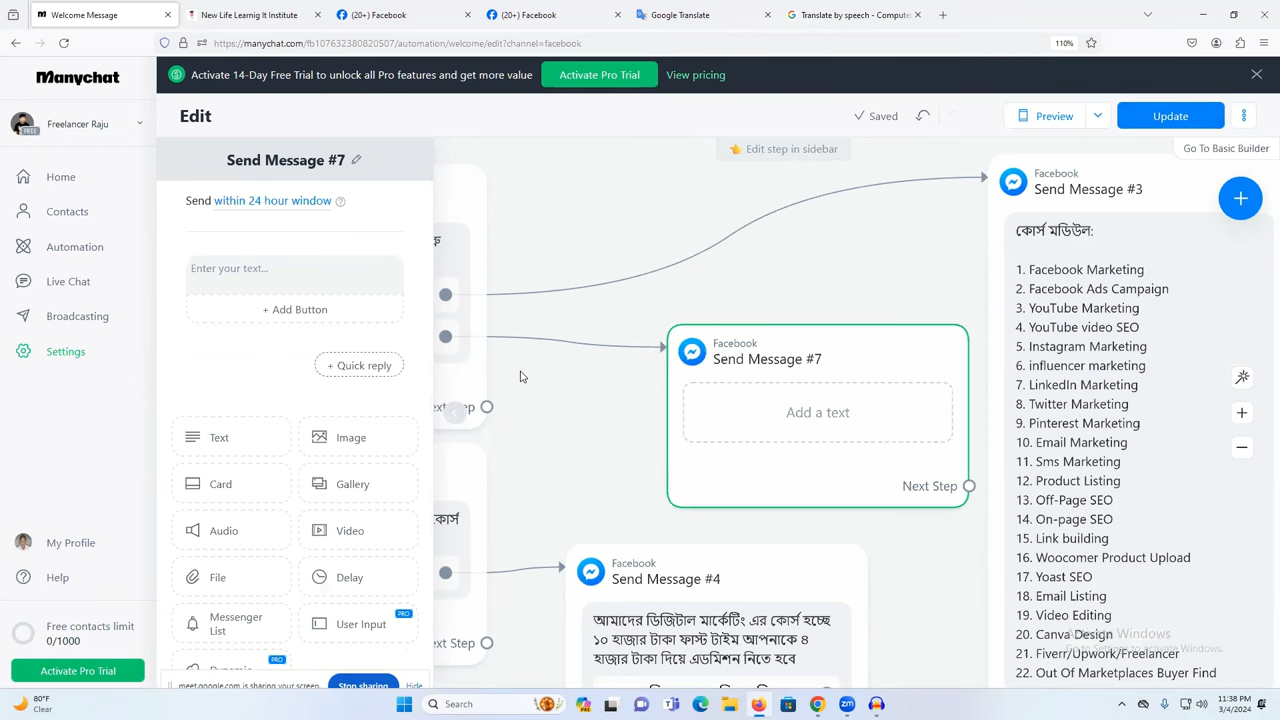 Welcome Message
New Life Learnig It Institute
(20+) Facebook
(20+) Facebook
Google Translate
Translate by speech - Compute
https://manychat.com/fb107632380820507/automation/welcome/edit?channel=facebook
110%
Manychat
Activate 14-Day Free Trial to unlock all Pro features and get more value
Activate Pro Trial
View pricing
FREE
Freelancer Raju
Edit
Saved
Preview
Update
Home
Contacts
Automation
Live Chat
Broadcasting
Settings
My Profile
Help
Free contacts limit
0/1000
Activate Pro Trial
Send Message #7
Send within 24 hour window
Enter your text...
+ Add Button
+ Quick reply
Text
Image
Card
Gallery
Audio
Video
File
Delay
Messenger
List
User Input
PRO
PRO
meet.google.com is sharing your screen.
Stop sharing
Hide
Edit step in sidebar
Go To Basic Builder
Facebook
Send Message #7
Add a text
Next Step
Facebook
Send Message #4
আমাদের ডিজিটাল মার্কেটিং এর কোর্স হচ্ছে
১০ হাজার টাকা ফাস্ট টাইম আপনাকে ৪
হাজার টাকা দিয়ে এডমিশন নিতে হবে
Facebook
Send Message #3
কোর্স মডিউল:
1. Facebook Marketing
2. Facebook Ads Campaign
3. YouTube Marketing
4. YouTube video SEO
5. Instagram Marketing
6. influencer marketing
7. LinkedIn Marketing
8. Twitter Marketing
9. Pinterest Marketing
10. Email Marketing
11. Sms Marketing
12. Product Listing
13. Off-Page SEO
14. On-page SEO
15. Link building
16. Woocomer Product Upload
17. Yoast SEO
18. Email Listing
19. Video Editing
20. Canva Design
21. Fiverr/Upwork/Freelancer
22. Out Of Marketplaces Buyer Find
Activate Windows
Go to Settings to activate Windows.
কোর্স
80°F
Clear
Search
11:38 PM
3/4/2024